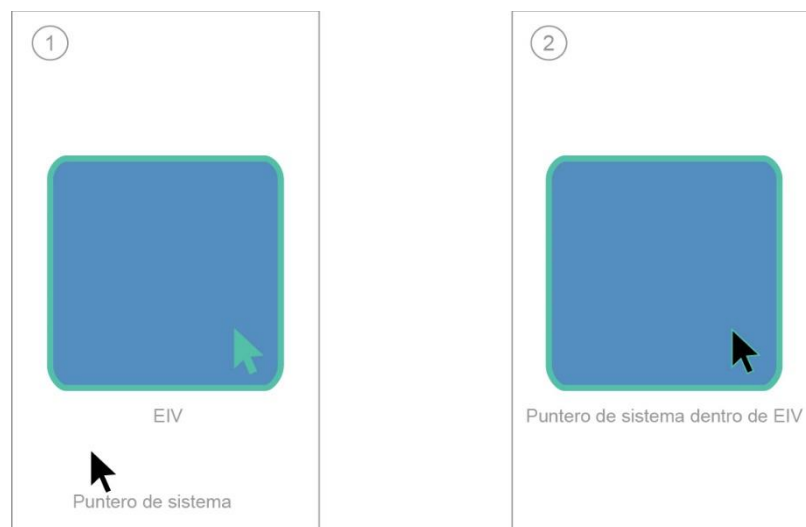 1
EIV
Puntero de sistema
2
Puntero de sistema dentro de EIV